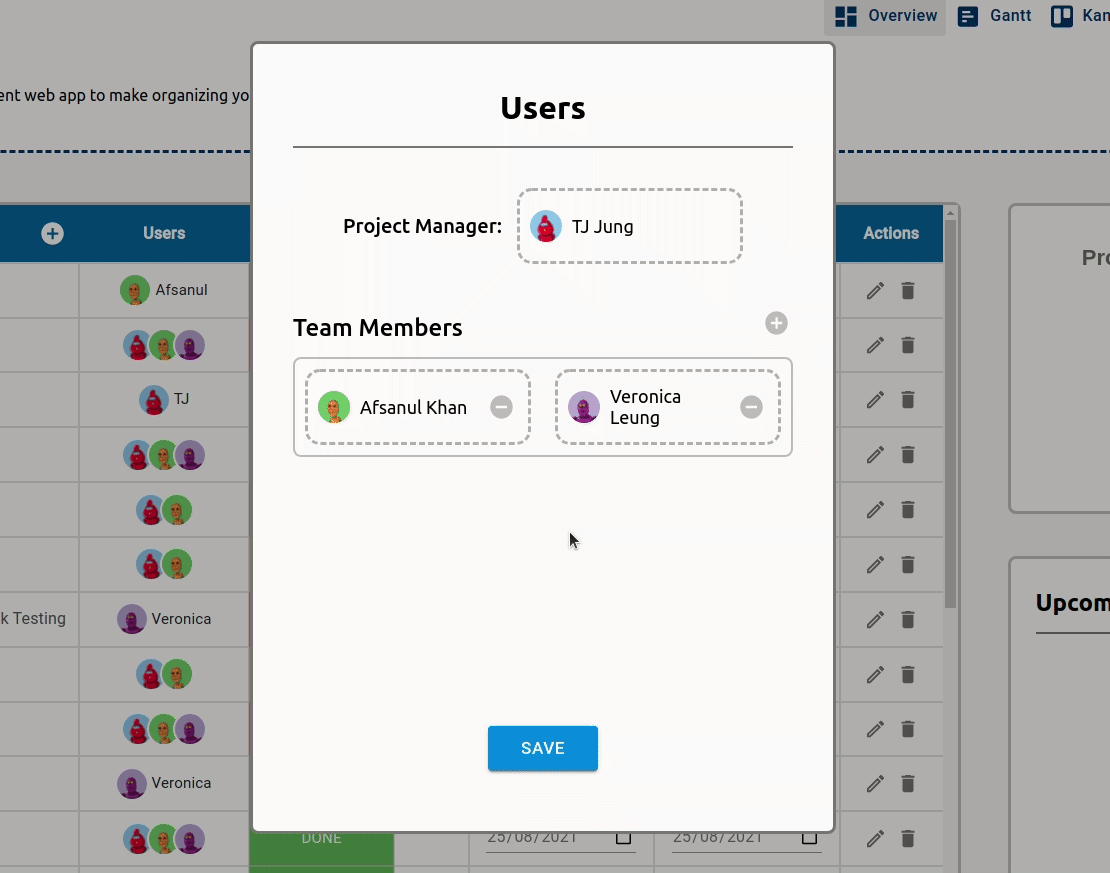 Overview
Gantt
Kan
ent web app to make organizing yo
Users
Project Manager:
TJ Jung
Users
Actions
Pro
Afsanul
Team Members
TJ
Afsanul Khan
Veronica
Leung
Upcom
k Testing
Veronica
SAVE
Veronica
DONE
25/08/2021
25/08/2021